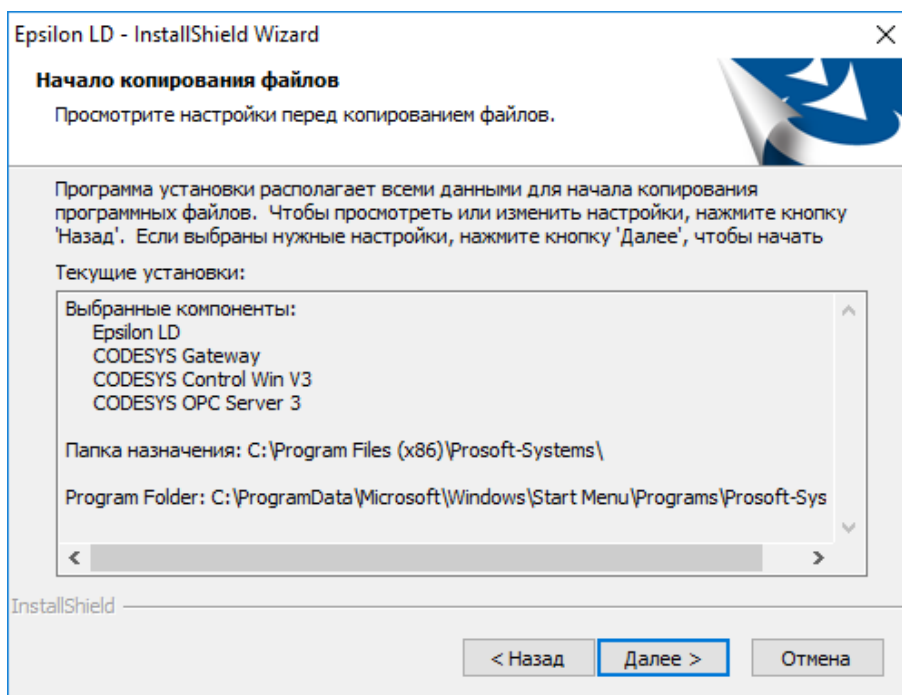 Epsilon LD - InstallShield Wizard
Начало копирования файлов
Просмотрите настройки перед копированием файлов.
Программа установки располагает всеми данными для начала копирования
программных файлов. Чтобы просмотреть или изменить настройки, нажмите кнопку
'Назад'. Если выбраны нужные настройки, нажмите кнопку 'Далее', чтобы начать
Текущие установки:
Выбранные компоненты:
Epsilon LD
CODESYS Gateway
CODESYS Control Win V3
CODESYS OPC Server 3
Папка назначения: C:\Program Files (x86)\Prosoft-Systems\
Program Folder: C:\ProgramData\Microsoft\Windows\Start Menu\Programs\Prosoft-Sys
InstallShield
< Назад
Далее >
Отмена